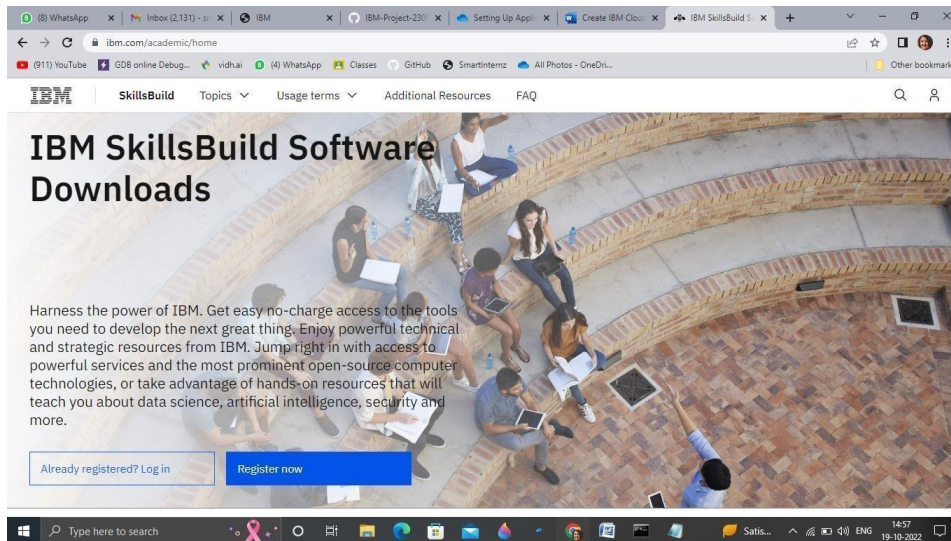 (8) WhatsApp
Inbox (2,131) - sr
IBM
IBM-Project-230
Setting Up Appli
Create IBM Clou
IBM SkillsBuild S
ibm.com/academic/home
(911) YouTube
GDB online Debug...
vidh.ai
(4) WhatsApp
Classes
GitHub
SmartInternz
All Photos - OneDri...
Other bookmark
IBM
SkillsBuild
Topics
Usage terms
Additional Resources
FAQ
IBM SkillsBuild Software
Downloads
Harness the power of IBM. Get easy no-charge access to the tools
you need to develop the next great thing. Enjoy powerful technical
and strategic resources from IBM. Jump right in with access to
powerful services and the most prominent open-source computer
technologies, or take advantage of hands-on resources that will
teach you about data science, artificial intelligence, security and
more.
Already registered? Log in
Register now
Type here to search
Satis...
ENG
14:57
19-10-2022